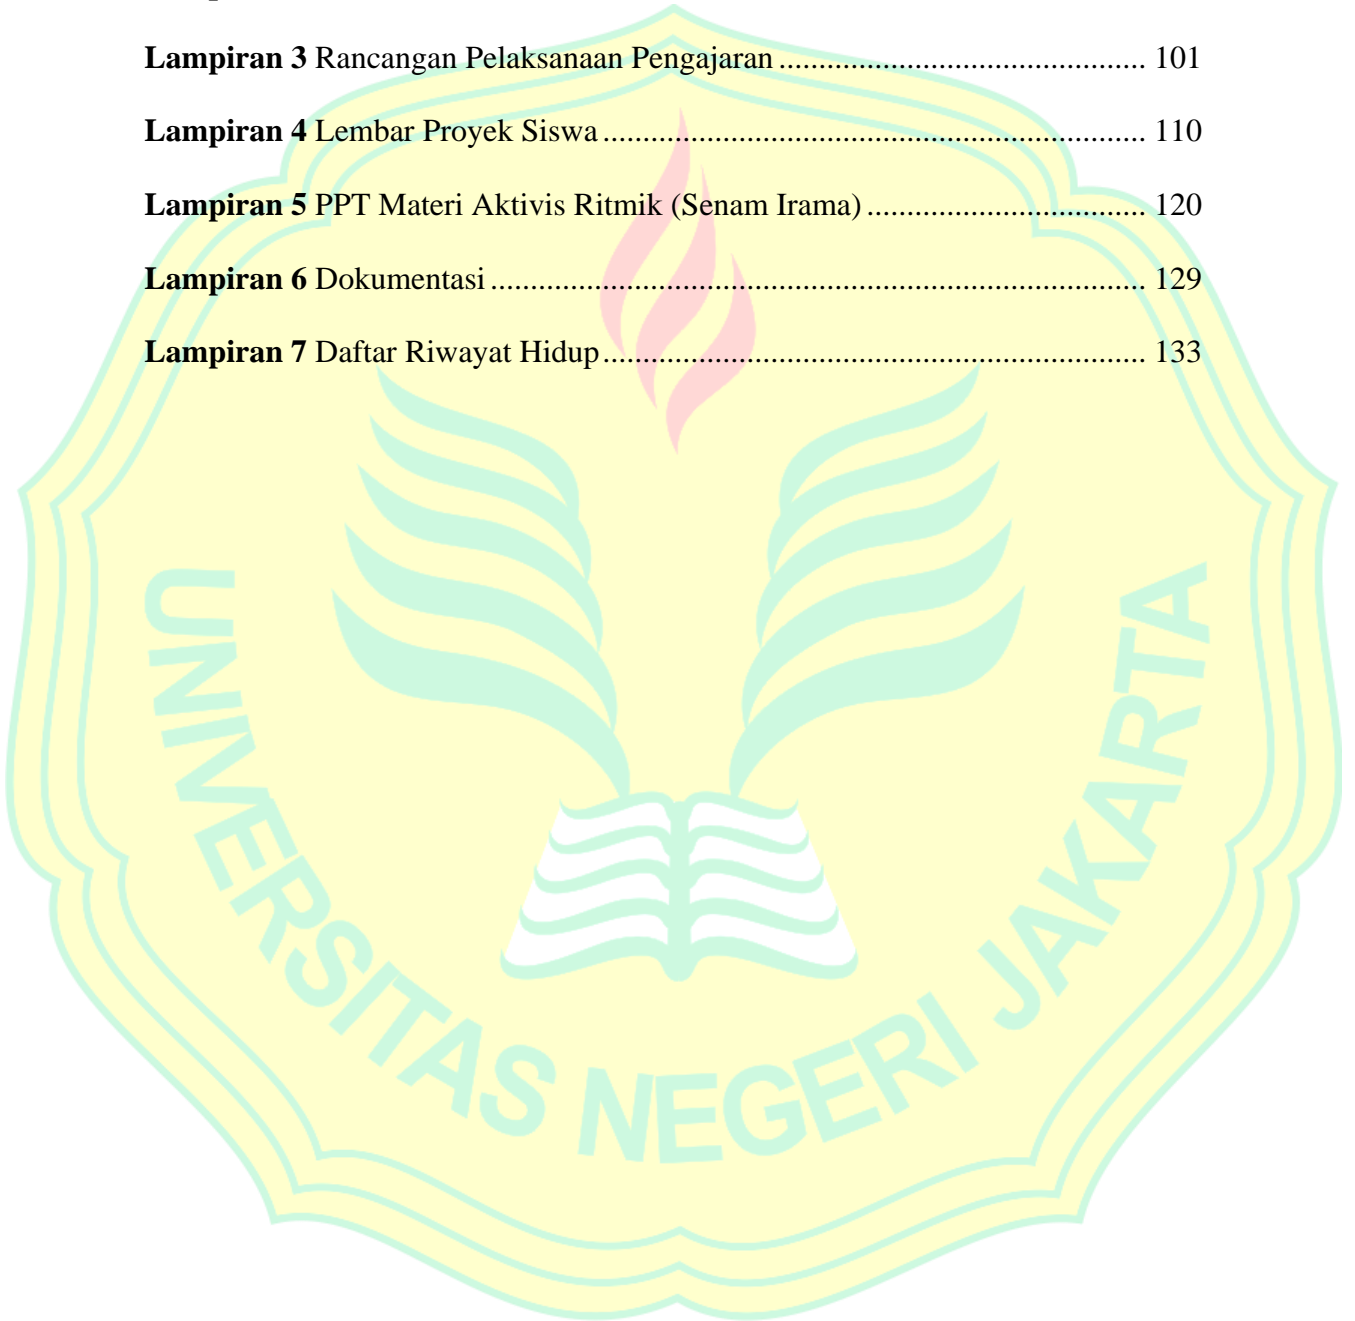 Lampiran 3 Rancangan Pelaksanaan Pengajaran .............................................. 101
Lampiran 4 Lembar Proyek Siswa .................................................................... 110
Lampiran 5 PPT Materi Aktivis Ritmik (Senam Irama) ................................... 120
Lampiran 6 Dokumentasi .................................................................................. 129
Lampiran 7 Daftar Riwayat Hidup .................................................................... 133
UNIVERSITAS NEGERI JAKARTA